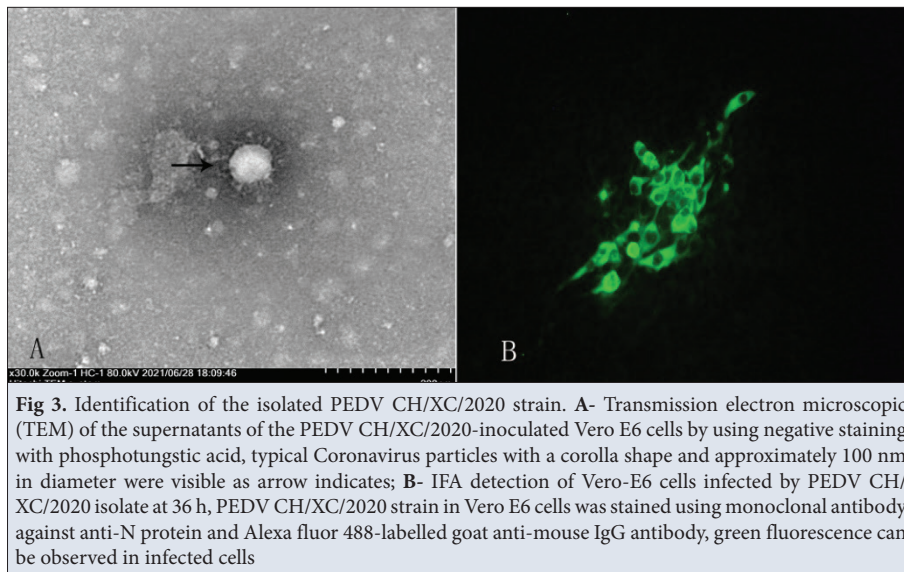 A
B
x30.0k Zoom-1 HC-1 80.0kV 2021/06/28 18:09:46
Fig 3. Identification of the isolated PEDV CH/XC/2020 strain. A- Transmission electron microscopic
(TEM) of the supernatants of the PEDV CH/XC/2020-inoculated Vero E6 cells by using negative staining
with phosphotungstic acid, typical Coronavirus particles with a corolla shape and approximately 100 nm
in diameter were visible as arrow indicates; B- IFA detection of Vero-E6 cells infected by PEDV CH/
XC/2020 isolate at 36 h, PEDV CH/XC/2020 strain in Vero E6 cells was stained using monoclonal antibody
against anti-N protein and Alexa fluor 488-labelled goat anti-mouse IgG antibody, green fluorescence can
be observed in infected cells